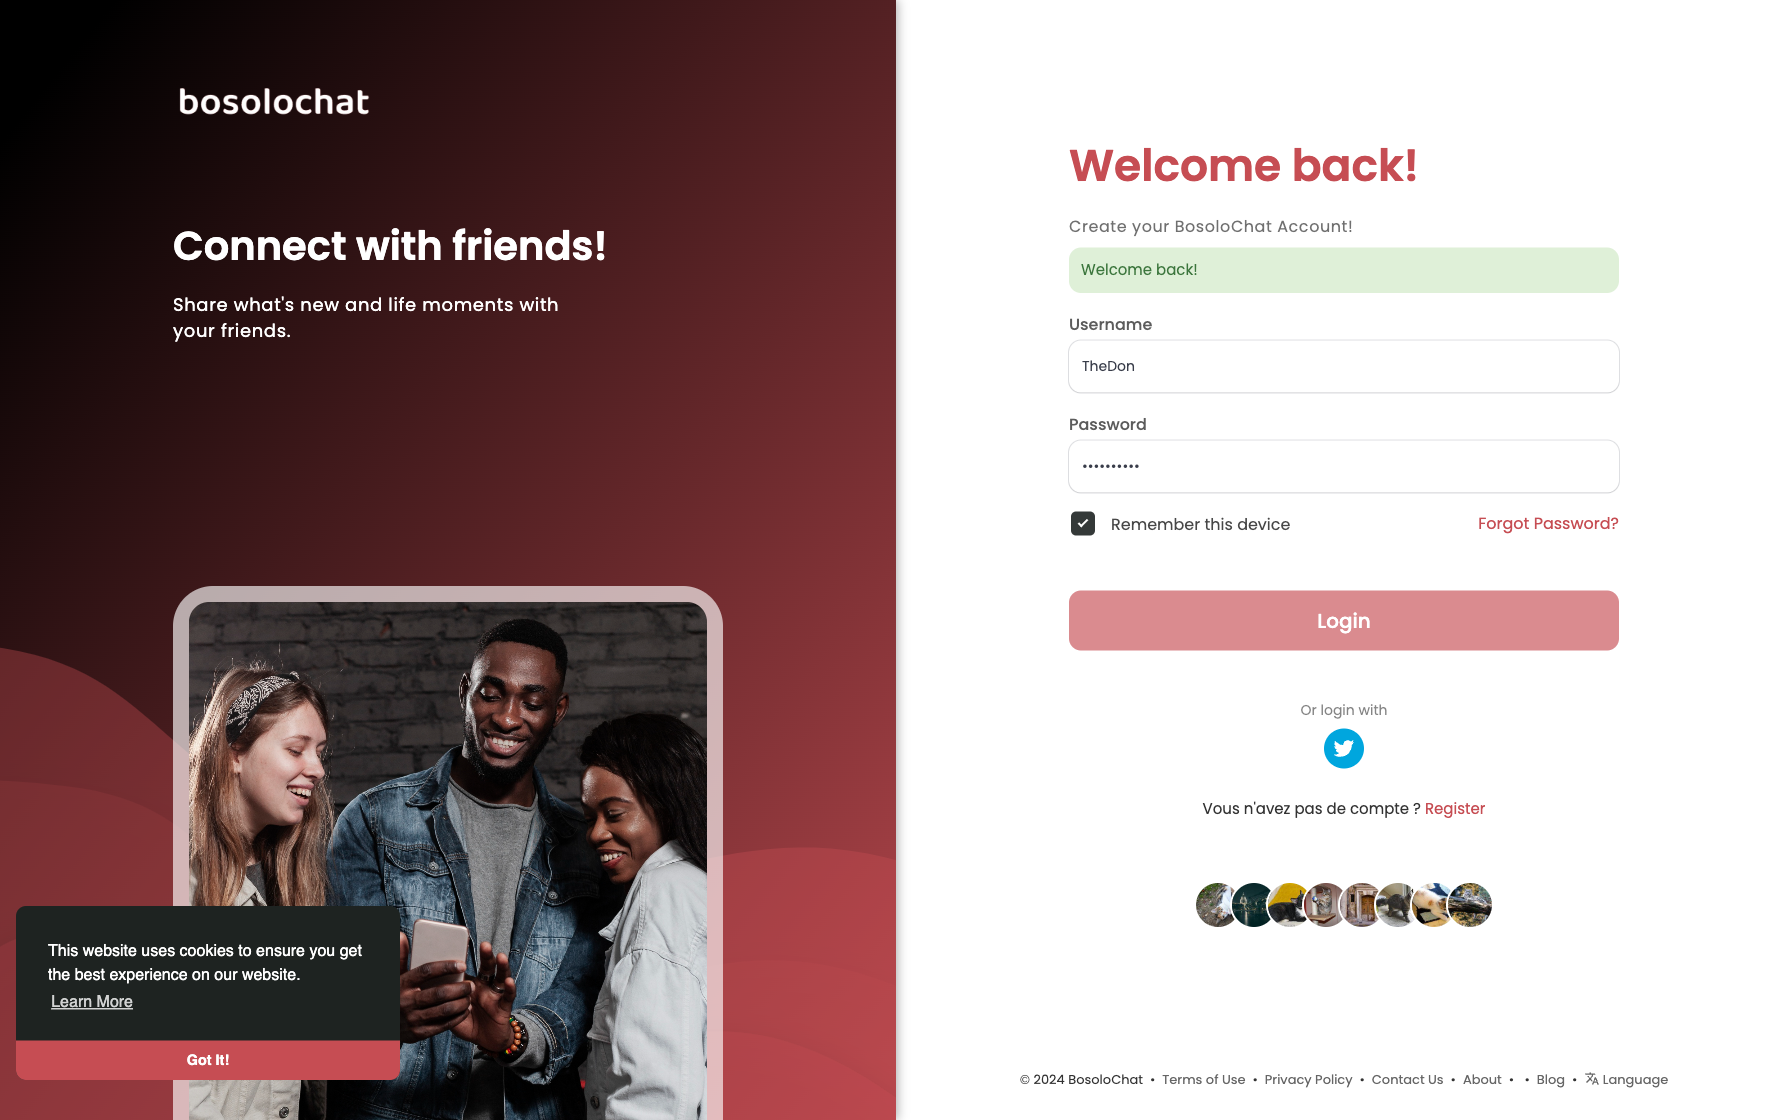 bosolochat
Connect with friends!
Share what's new and life moments with
your friends.
This website uses cookies to ensure you get
the best experience on our website.
Learn More
Got It!
Welcome back!
Create your BosoloChat Account!
Welcome back!
Username
TheDon
Password
••••••••••
Remember this device
Forgot Password?
Login
Or login with
Vous n'avez pas de compte ? Register
© 2024 BosoloChat • Terms of Use • Privacy Policy • Contact Us • About • • Blog • Language